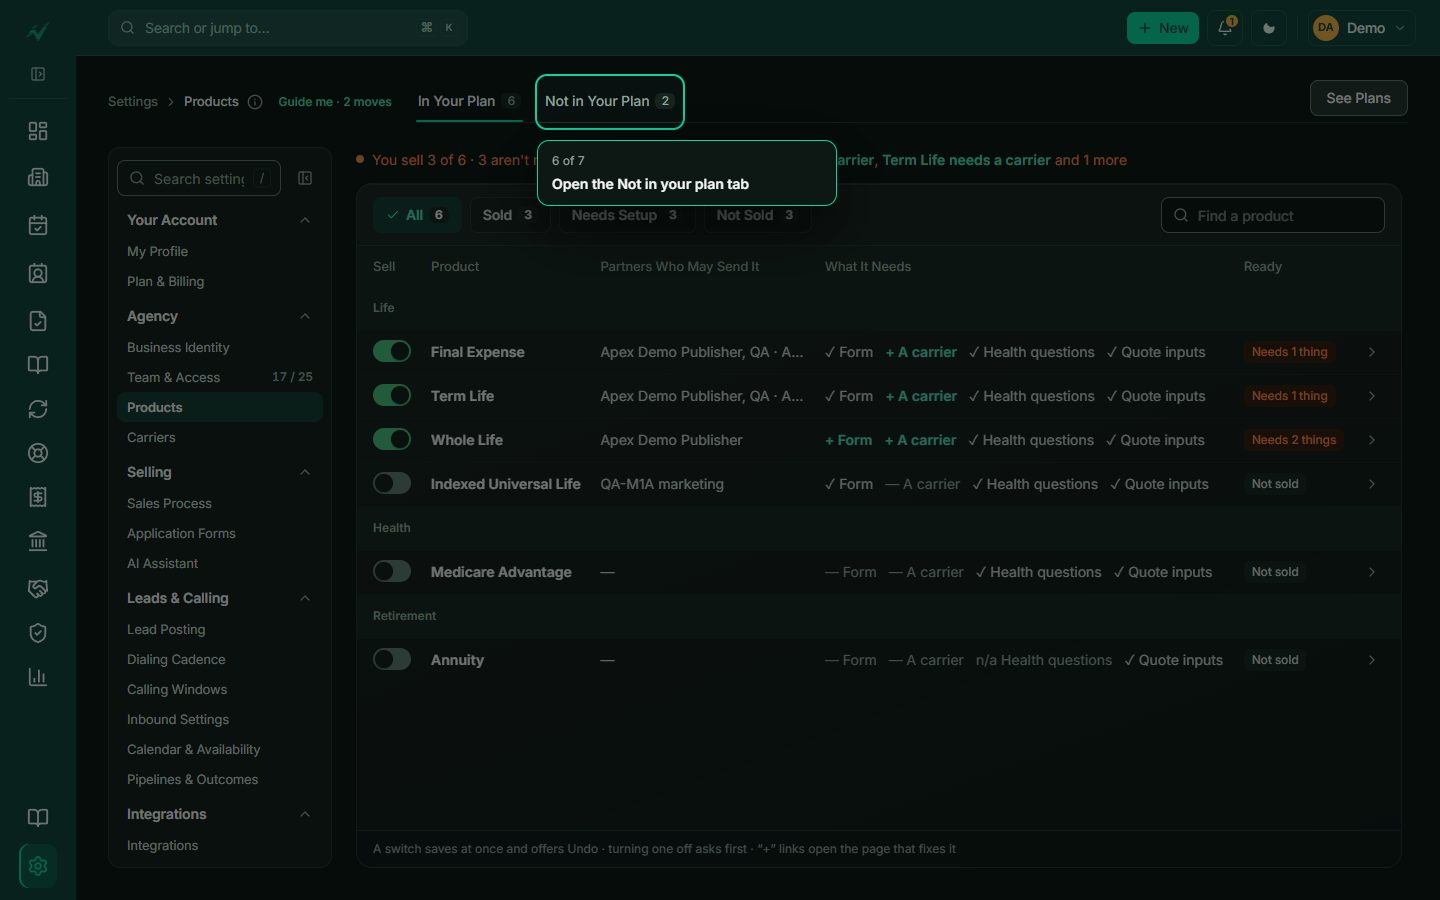 Search or jump to...
⌘ K
New
1
DA
Demo
Settings
Products
Guide me · 2 moves
In Your Plan 6
Not in Your Plan 2
See Plans
6 of 7
Open the Not in your plan tab
You sell 3 of 6 · 3 aren't
arrier, Term Life needs a carrier and 1 more
Search setting
/
Your Account
My Profile
Plan & Billing
Agency
Business Identity
Team & Access 17 / 25
Products
Carriers
Selling
Sales Process
Application Forms
AI Assistant
Leads & Calling
Lead Posting
Dialing Cadence
Calling Windows
Inbound Settings
Calendar & Availability
Pipelines & Outcomes
Integrations
Integrations
✓ All 6
Sold 3
Needs Setup 3
Not Sold 3
Find a product
Sell Product Partners Who May Send It What It Needs Ready
Life
Final Expense Apex Demo Publisher, QA · A... ✓ Form + A carrier ✓ Health questions ✓ Quote inputs Needs 1 thing
Term Life Apex Demo Publisher, QA · A... ✓ Form + A carrier ✓ Health questions ✓ Quote inputs Needs 1 thing
Whole Life Apex Demo Publisher + Form + A carrier ✓ Health questions ✓ Quote inputs Needs 2 things
Indexed Universal Life QA-M1A marketing ✓ Form — A carrier ✓ Health questions ✓ Quote inputs Not sold
Health
Medicare Advantage — — Form — A carrier ✓ Health questions ✓ Quote inputs Not sold
Retirement
Annuity — — Form — A carrier n/a Health questions ✓ Quote inputs Not sold
A switch saves at once and offers Undo · turning one off asks first · “+” links open the page that fixes it